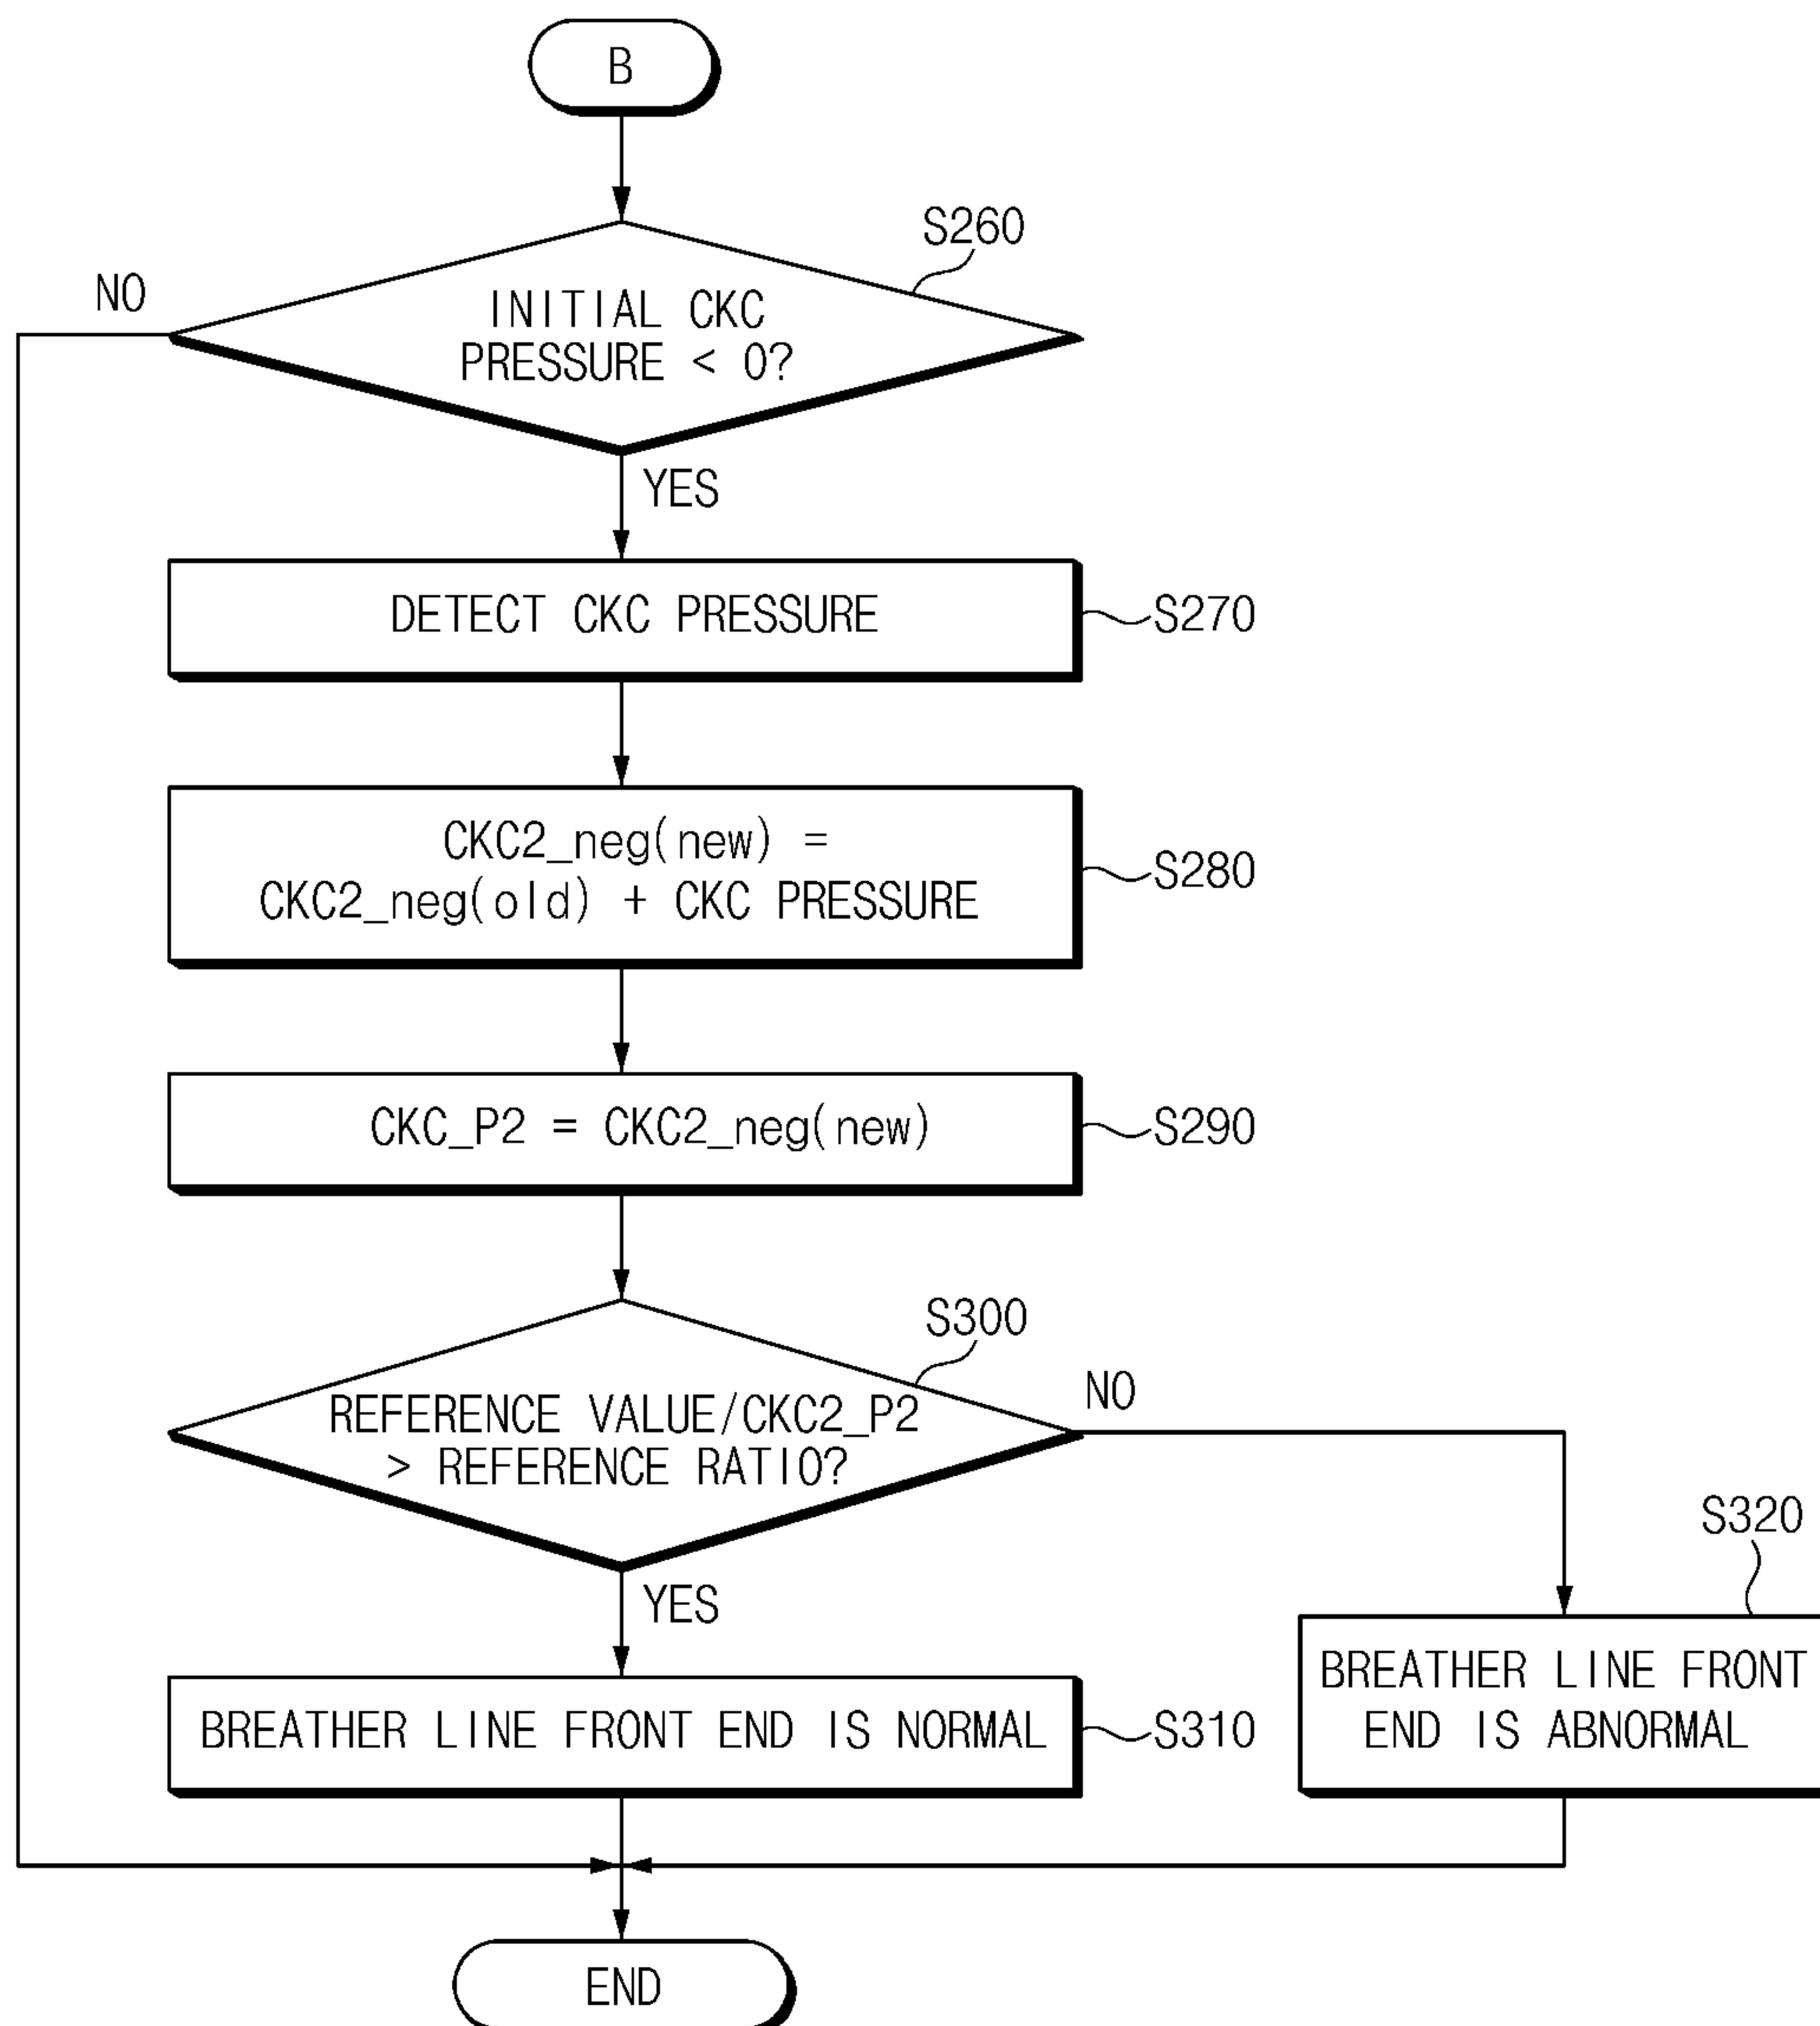 B
S260
NO
INITIAL CKC
PRESSURE < 0?
YES
DETECT CKC PRESSURE
S270
CKC2_neg(new) =
CKC2_neg(old) + CKC PRESSURE
S280
CKC_P2 = CKC2_neg(new)
S290
S300
NO
REFERENCE VALUE/CKC2_P2
> REFERENCE RATIO?
YES
S320
BREATHER LINE FRONT END IS NORMAL
S310
BREATHER LINE FRONT
END IS ABNORMAL
END